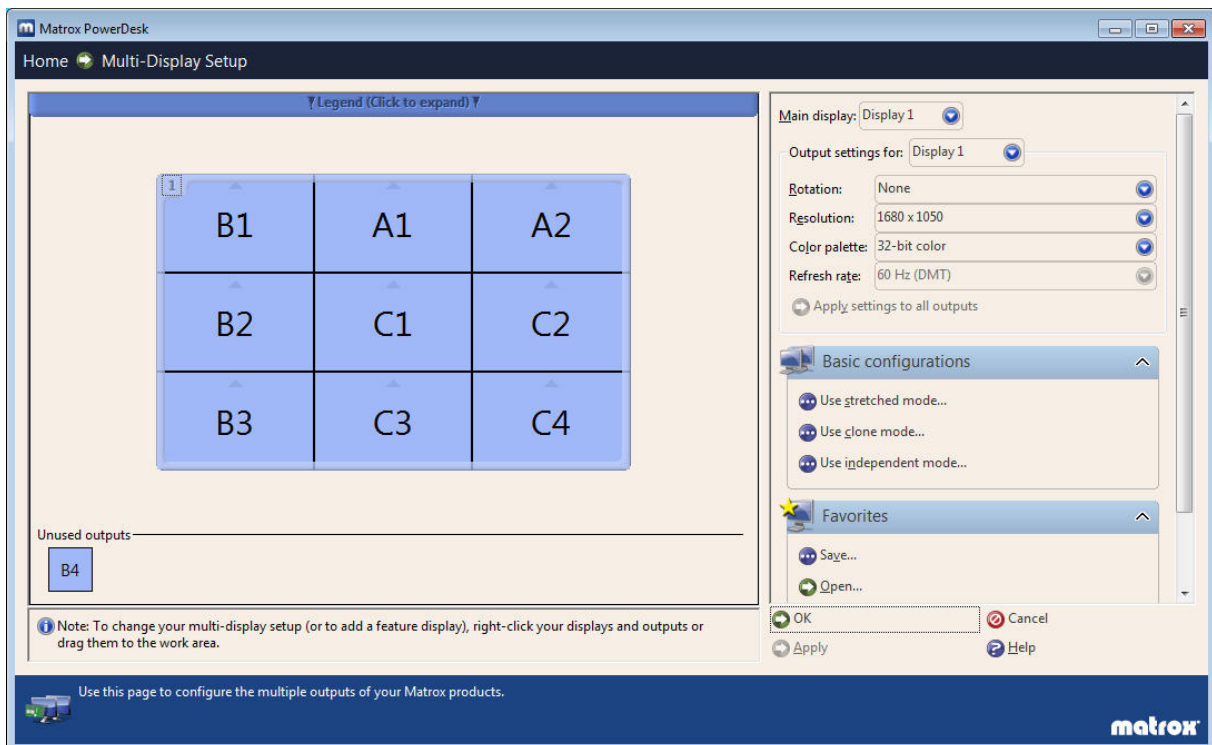 Matrox PowerDesk
Home Multi-Display Setup
Legend (Click to expand)
1
B1 A1 A2
B2 C1 C2
B3 C3 C4
Unused outputs
B4
Note: To change your multi-display setup (or to add a feature display), right-click your displays and outputs or
drag them to the work area.
Main display: Display 1
Output settings for: Display 1
Rotation: None
Resolution: 1680 x 1050
Color palette: 32-bit color
Refresh rate: 60 Hz (DMT)
Apply settings to all outputs
Basic configurations
Use stretched mode...
Use clone mode...
Use independent mode...
Favorites
Save...
Open...
OK Cancel
Apply Help
Use this page to configure the multiple outputs of your Matrox products.
matrox